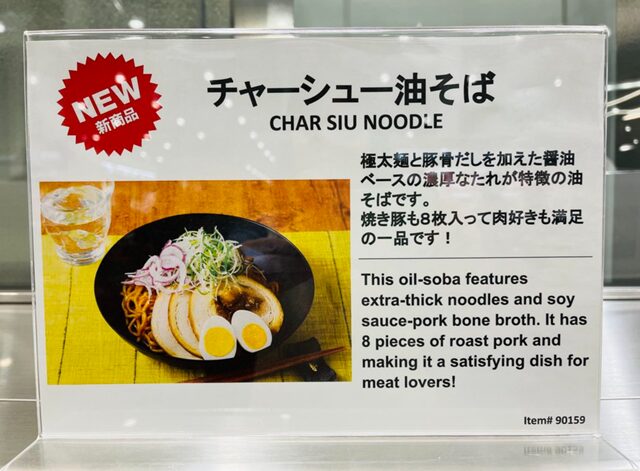 NEW
新商品
チャーシュー油そば
CHAR SIU NOODLE
極太麺と豚骨だしを加えた醤油
ベースの濃厚なたれが特徴の油
そばです。
焼き豚も8枚入って肉好きも満足
の一品です！
This oil-soba features
extra-thick noodles and soy
sauce-pork bone broth. It has
8 pieces of roast pork and
making it a satisfying dish for
meat lovers!
Item# 90159